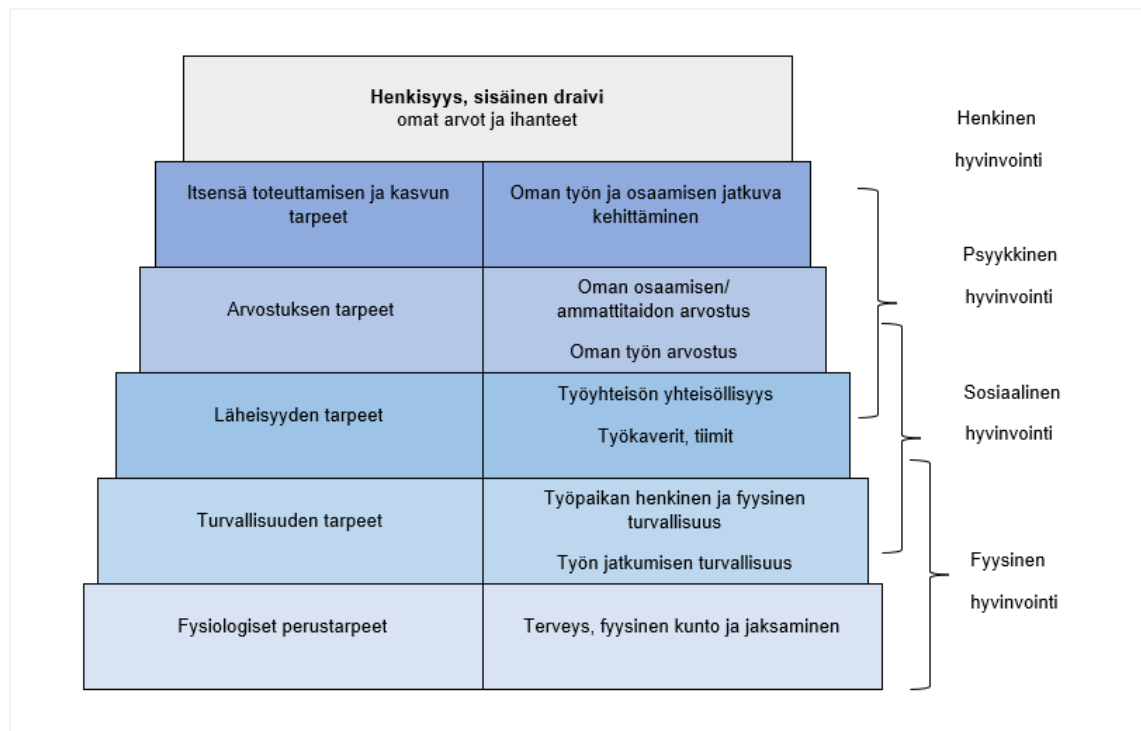 Henkisyys, sisäinen draivi
omat arvot ja ihanteet
Itsensä toteuttamisen ja kasvun
tarpeet
Oman työn ja osaamisen jatkuva
kehittäminen
Arvostuksen tarpeet
Oman osaamisen/
ammattitaidon arvostus
Oman työn arvostus
Läheisyyden tarpeet
Työyhteisön yhteisöllisyys
Työkaverit, tiimit
Turvallisuuden tarpeet
Työpaikan henkinen ja fyysinen
turvallisuus
Työn jatkumisen turvallisuus
Fysiologiset perustarpeet
Terveys, fyysinen kunto ja jaksaminen
Henkinen
hyvinvointi
Psyykkinen
hyvinvointi
Sosiaalinen
hyvinvointi
Fyysinen
hyvinvointi